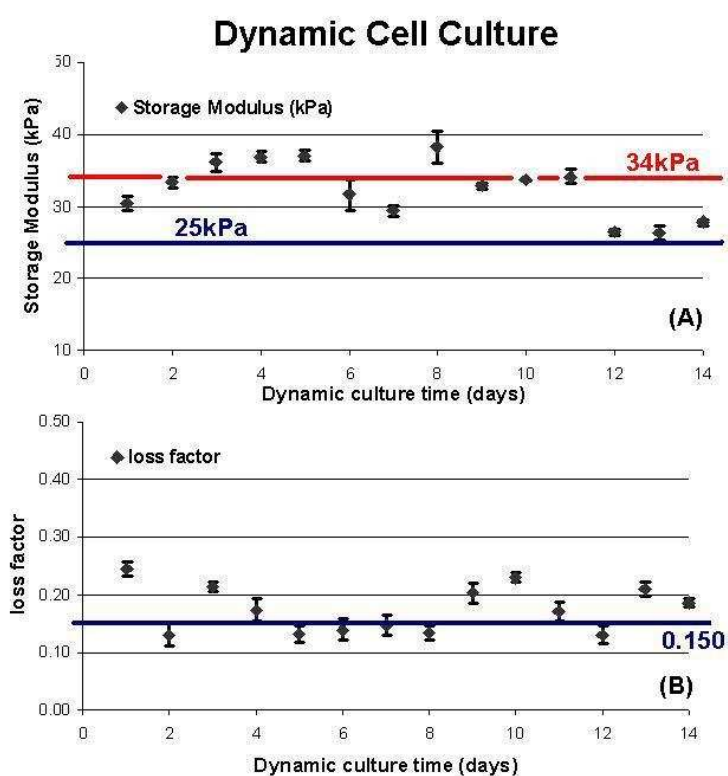 Dynamic Cell Culture
50
40
30
20
10
Storage Modulus (kPa)
Storage Modulus (kPa)
34kPa
25kPa
(A)
0 2 4 6 8 10 12 14
Dynamic culture time (days)
0.50
0.40
0.30
0.20
0.10
0.00
loss factor
loss factor
0.150
(B)
0 2 4 6 8 10 12 14
Dynamic culture time (days)